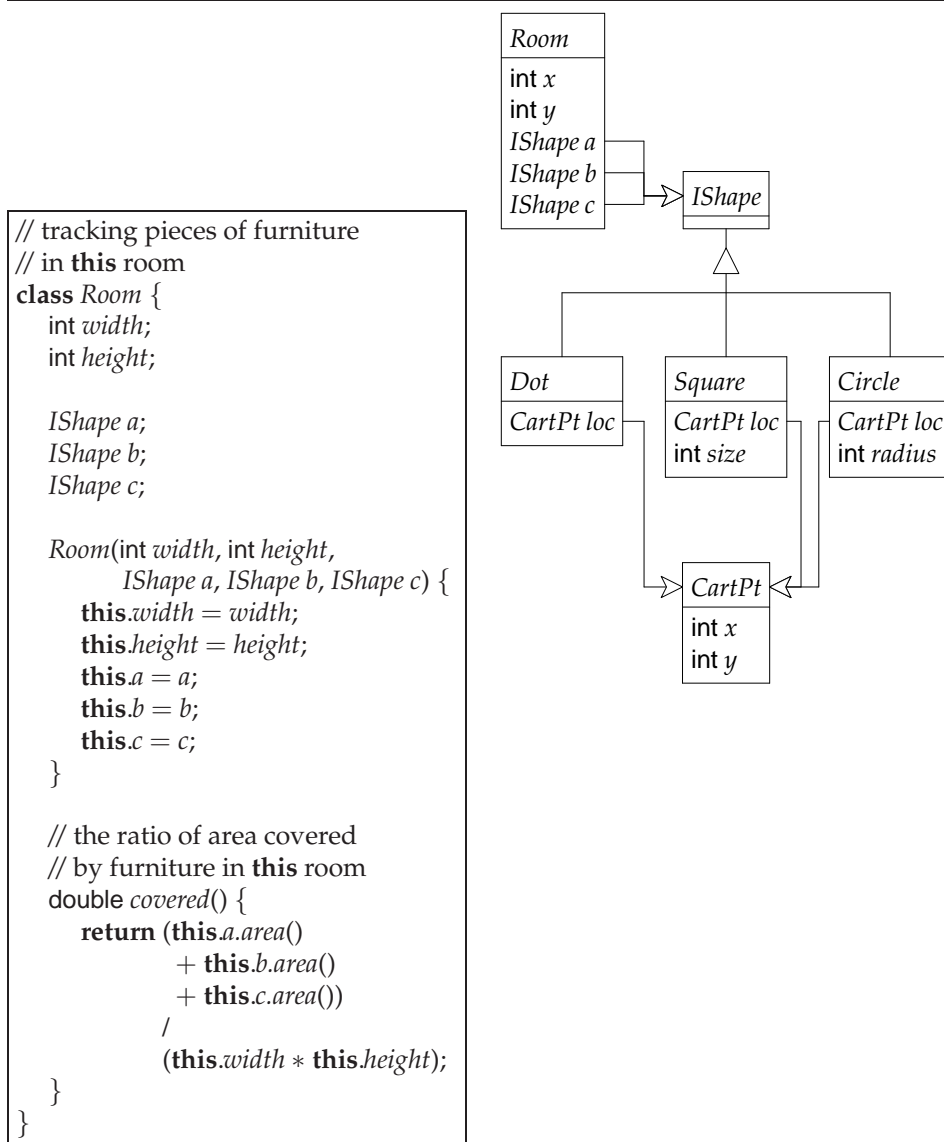 // tracking pieces of furniture
// in this room
class Room {
int width;
int height;
IShape a;
IShape b;
IShape c;
Room(int width, int height,
IShape a, IShape b, IShape c) {
this.width = width;
this.height = height;
this.a = a;
this.b = b;
this.c = c;
}
// the ratio of area covered
// by furniture in this room
double covered() {
return (this.a.area()
+ this.b.area()
+ this.c.area())
/
(this.width * this.height);
}
}
Room
int x
int y
IShape a
IShape b
IShape c
IShape
Dot
CartPt loc
Square
CartPt loc
int size
Circle
CartPt loc
int radius
CartPt
int x
int y